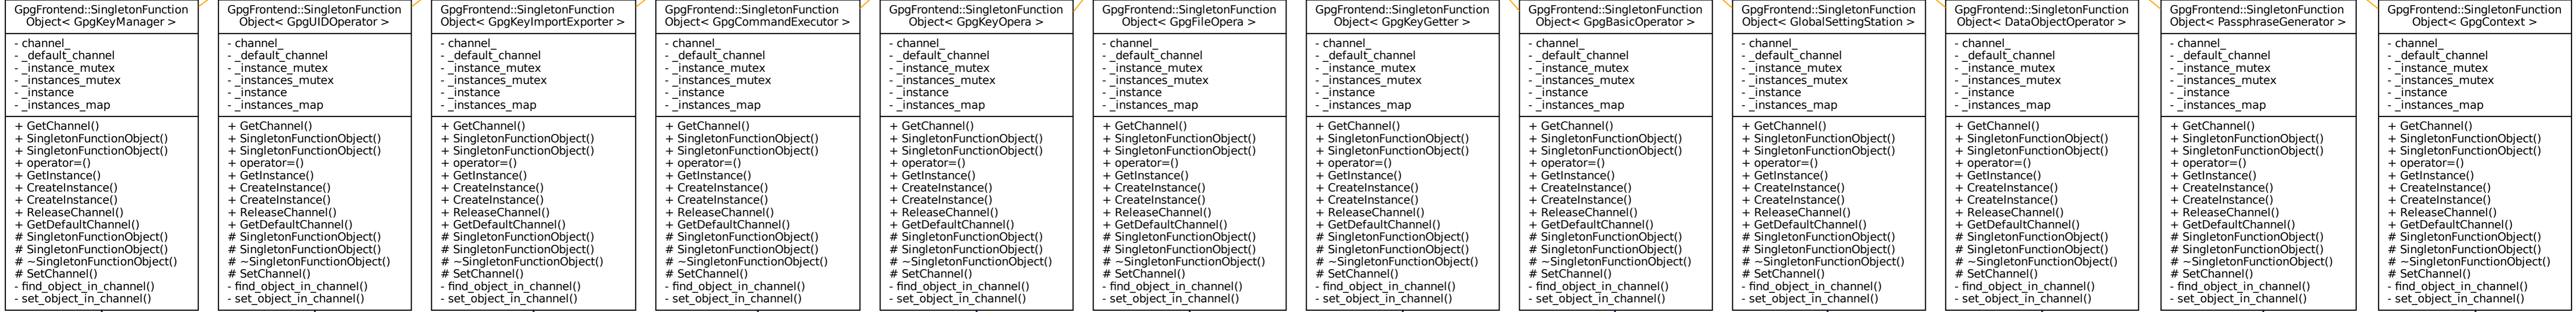 GpgFrontend::SingletonFunction
Object< GpgKeyManager >
- channel_
- _default_channel
- _instance_mutex
- _instances_mutex
- _instance
- _instances_map
+ GetChannel()
+ SingletonFunctionObject()
+ SingletonFunctionObject()
+ operator=()
+ GetInstance()
+ CreateInstance()
+ CreateInstance()
+ ReleaseChannel()
+ GetDefaultChannel()
# SingletonFunctionObject()
# SingletonFunctionObject()
# ~SingletonFunctionObject()
# SetChannel()
- find_object_in_channel()
- set_object_in_channel()
GpgFrontend::SingletonFunction
Object< GpgUIDOperator >
- channel_
- _default_channel
- _instance_mutex
- _instances_mutex
- _instance
- _instances_map
+ GetChannel()
+ SingletonFunctionObject()
+ SingletonFunctionObject()
+ operator=()
+ GetInstance()
+ CreateInstance()
+ CreateInstance()
+ ReleaseChannel()
+ GetDefaultChannel()
# SingletonFunctionObject()
# SingletonFunctionObject()
# ~SingletonFunctionObject()
# SetChannel()
- find_object_in_channel()
- set_object_in_channel()
GpgFrontend::SingletonFunction
Object< GpgKeyImportExporter >
- channel_
- _default_channel
- _instance_mutex
- _instances_mutex
- _instance
- _instances_map
+ GetChannel()
+ SingletonFunctionObject()
+ SingletonFunctionObject()
+ operator=()
+ GetInstance()
+ CreateInstance()
+ CreateInstance()
+ ReleaseChannel()
+ GetDefaultChannel()
# SingletonFunctionObject()
# SingletonFunctionObject()
# ~SingletonFunctionObject()
# SetChannel()
- find_object_in_channel()
- set_object_in_channel()
GpgFrontend::SingletonFunction
Object< GpgCommandExecutor >
- channel_
- _default_channel
- _instance_mutex
- _instances_mutex
- _instance
- _instances_map
+ GetChannel()
+ SingletonFunctionObject()
+ SingletonFunctionObject()
+ operator=()
+ GetInstance()
+ CreateInstance()
+ CreateInstance()
+ ReleaseChannel()
+ GetDefaultChannel()
# SingletonFunctionObject()
# SingletonFunctionObject()
# ~SingletonFunctionObject()
# SetChannel()
- find_object_in_channel()
- set_object_in_channel()
GpgFrontend::SingletonFunction
Object< GpgKeyOpera >
- channel_
- _default_channel
- _instance_mutex
- _instances_mutex
- _instance
- _instances_map
+ GetChannel()
+ SingletonFunctionObject()
+ SingletonFunctionObject()
+ operator=()
+ GetInstance()
+ CreateInstance()
+ CreateInstance()
+ ReleaseChannel()
+ GetDefaultChannel()
# SingletonFunctionObject()
# SingletonFunctionObject()
# ~SingletonFunctionObject()
# SetChannel()
- find_object_in_channel()
- set_object_in_channel()
GpgFrontend::SingletonFunction
Object< GpgFileOpera >
- channel_
- _default_channel
- _instance_mutex
- _instances_mutex
- _instance
- _instances_map
+ GetChannel()
+ SingletonFunctionObject()
+ SingletonFunctionObject()
+ operator=()
+ GetInstance()
+ CreateInstance()
+ CreateInstance()
+ ReleaseChannel()
+ GetDefaultChannel()
# SingletonFunctionObject()
# SingletonFunctionObject()
# ~SingletonFunctionObject()
# SetChannel()
- find_object_in_channel()
- set_object_in_channel()
GpgFrontend::SingletonFunction
Object< GpgKeyGetter >
- channel_
- _default_channel
- _instance_mutex
- _instances_mutex
- _instance
- _instances_map
+ GetChannel()
+ SingletonFunctionObject()
+ SingletonFunctionObject()
+ operator=()
+ GetInstance()
+ CreateInstance()
+ CreateInstance()
+ ReleaseChannel()
+ GetDefaultChannel()
# SingletonFunctionObject()
# SingletonFunctionObject()
# ~SingletonFunctionObject()
# SetChannel()
- find_object_in_channel()
- set_object_in_channel()
GpgFrontend::SingletonFunction
Object< GpgBasicOperator >
- channel_
- _default_channel
- _instance_mutex
- _instances_mutex
- _instance
- _instances_map
+ GetChannel()
+ SingletonFunctionObject()
+ SingletonFunctionObject()
+ operator=()
+ GetInstance()
+ CreateInstance()
+ CreateInstance()
+ ReleaseChannel()
+ GetDefaultChannel()
# SingletonFunctionObject()
# SingletonFunctionObject()
# ~SingletonFunctionObject()
# SetChannel()
- find_object_in_channel()
- set_object_in_channel()
GpgFrontend::SingletonFunction
Object< GlobalSettingStation >
- channel_
- _default_channel
- _instance_mutex
- _instances_mutex
- _instance
- _instances_map
+ GetChannel()
+ SingletonFunctionObject()
+ SingletonFunctionObject()
+ operator=()
+ GetInstance()
+ CreateInstance()
+ CreateInstance()
+ ReleaseChannel()
+ GetDefaultChannel()
# SingletonFunctionObject()
# SingletonFunctionObject()
# ~SingletonFunctionObject()
# SetChannel()
- find_object_in_channel()
- set_object_in_channel()
GpgFrontend::SingletonFunction
Object< DataObjectOperator >
- channel_
- _default_channel
- _instance_mutex
- _instances_mutex
- _instance
- _instances_map
+ GetChannel()
+ SingletonFunctionObject()
+ SingletonFunctionObject()
+ operator=()
+ GetInstance()
+ CreateInstance()
+ CreateInstance()
+ ReleaseChannel()
+ GetDefaultChannel()
# SingletonFunctionObject()
# SingletonFunctionObject()
# ~SingletonFunctionObject()
# SetChannel()
- find_object_in_channel()
- set_object_in_channel()
GpgFrontend::SingletonFunction
Object< PassphraseGenerator >
- channel_
- _default_channel
- _instance_mutex
- _instances_mutex
- _instance
- _instances_map
+ GetChannel()
+ SingletonFunctionObject()
+ SingletonFunctionObject()
+ operator=()
+ GetInstance()
+ CreateInstance()
+ CreateInstance()
+ ReleaseChannel()
+ GetDefaultChannel()
# SingletonFunctionObject()
# SingletonFunctionObject()
# ~SingletonFunctionObject()
# SetChannel()
- find_object_in_channel()
- set_object_in_channel()
GpgFrontend::SingletonFunction
Object< GpgContext >
- channel_
- _default_channel
- _instance_mutex
- _instances_mutex
- _instance
- _instances_map
+ GetChannel()
+ SingletonFunctionObject()
+ SingletonFunctionObject()
+ operator=()
+ GetInstance()
+ CreateInstance()
+ CreateInstance()
+ ReleaseChannel()
+ GetDefaultChannel()
# SingletonFunctionObject()
# SingletonFunctionObject()
# ~SingletonFunctionObject()
# SetChannel()
- find_object_in_channel()
- set_object_in_channel()